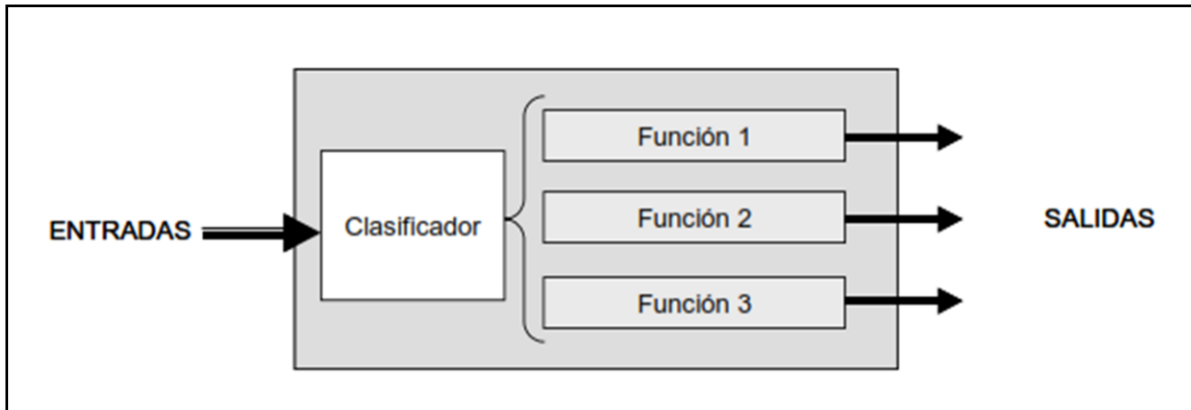 ENTRADAS
Clasificador
Función 1
Función 2
Función 3
SALIDAS